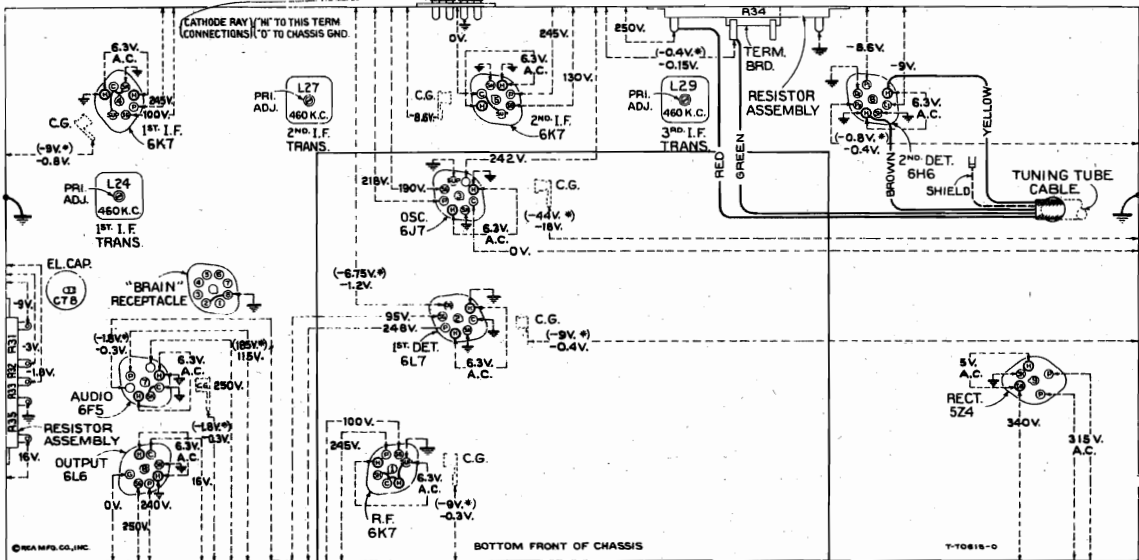 CATHODE RAY CONNECTIONS
"H" TO THIS TERM
"O" TO CHASSIS GND.
0V.
245V.
130V.
250V.
R34
(-0.4V.*)
-0.15V.
TERM. BRD.
RESISTOR ASSEMBLY
-8.6V.
-9V.
6.3V. A.C.
245V.
100V.
1ST. I.F.
6K7
C.G.
(-9V.*)
-0.8V.
PRI. ADJ.
L27
460 K.C.
2ND. I.F. TRANS.
C.G.
-8.6V.
6.3V. A.C.
2ND. I.F.
6K7
PRI. ADJ.
L29
460 K.C.
3RD. I.F. TRANS.
RED
GREEN
6.3V. A.C.
(-0.8V.*)
-0.4V.
2ND. DET.
6H6
BROWN
YELLOW
SHIELD
TUNING TUBE CABLE
PRI. ADJ.
L24
460 K.C.
1ST. I.F. TRANS.
242V.
218V.
190V.
OSC.
6J7
6.3V. A.C.
C.G.
(-44V.*)
-18V.
0V.
EL.CAP.
C78
"BRAIN" RECEPTACLE
(-6.75V.*)
-1.2V.
95V.
248V.
1ST. DET.
6L7
6.3V. A.C.
C.G.
(-9V.*)
-0.4V.
-9V.
R31
-3V.
R32
-1.8V.
R33
R35
16V.
RESISTOR ASSEMBLY
(-1.8V.*)
-0.3V.
(185V.*)
115V.
6.3V. A.C.
AUDIO
6F5
C.G.
250V.
(-1.8V.*)
-0.3V.
OUTPUT
6L6
6.3V. A.C.
16V.
0V.
240V.
250V.
100V.
245V.
R.F.
6K7
6.3V. A.C.
C.G.
(-9V.*)
-0.3V.
5V. A.C.
RECT.
5Z4
340V.
315V. A.C.
© RCA MFG. CO., INC.
BOTTOM FRONT OF CHASSIS
T-T0615-0